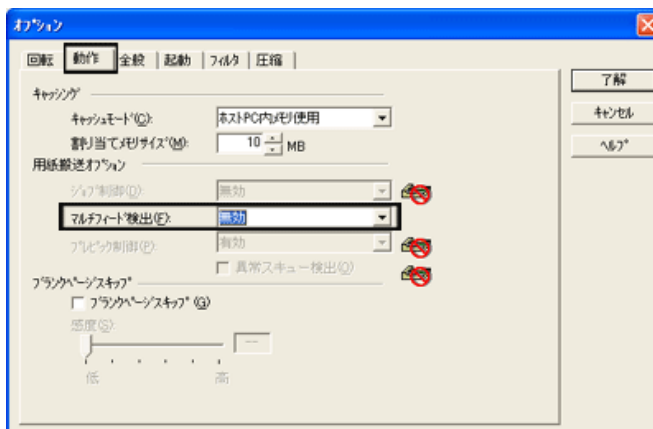 オプション
回転 動作 全般 起動 フィルタ 圧縮
了解
キャンセル
ヘルプ
キャッシング
キャッシュモード(C): ホストPC内メモリ使用
割り当てメモリサイズ(M): 10 MB
用紙搬送オプション
ジョブ制御(D): 無効
マルチフィード検出(F): 無効
プレピック制御(P): 有効
異常スキュー検出(O)
ブランクページスキップ
ブランクページスキップ(G)
感度(S):
--
低 高